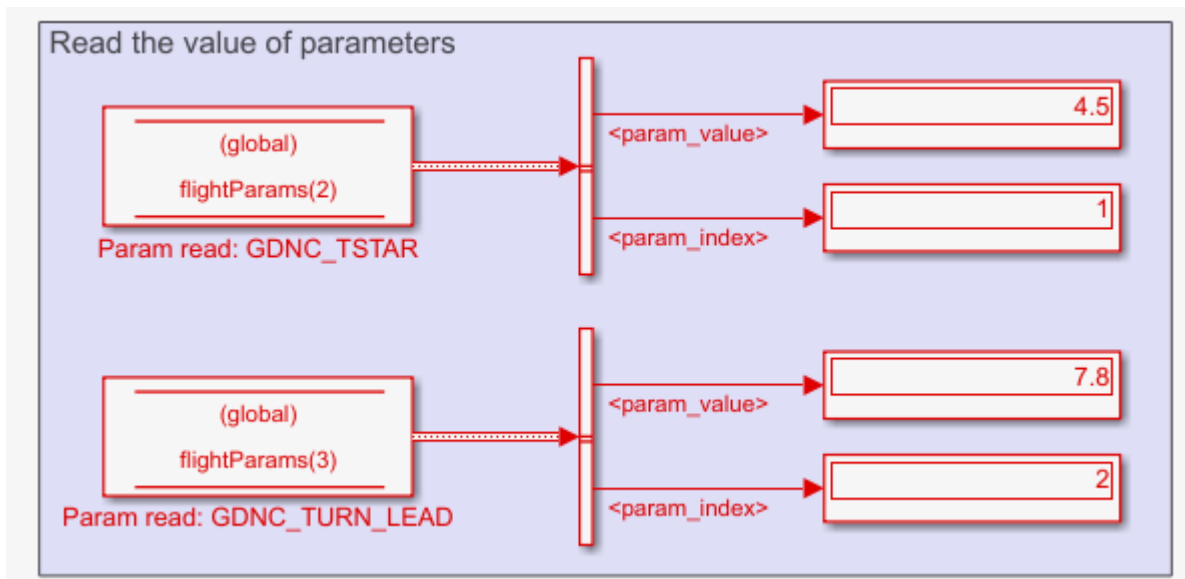 Read the value of parameters
(global)
flightParams(2)
Param read: GDNC_TSTAR
<param_value>
4.5
<param_index>
1
(global)
flightParams(3)
Param read: GDNC_TURN_LEAD
<param_value>
7.8
<param_index>
2